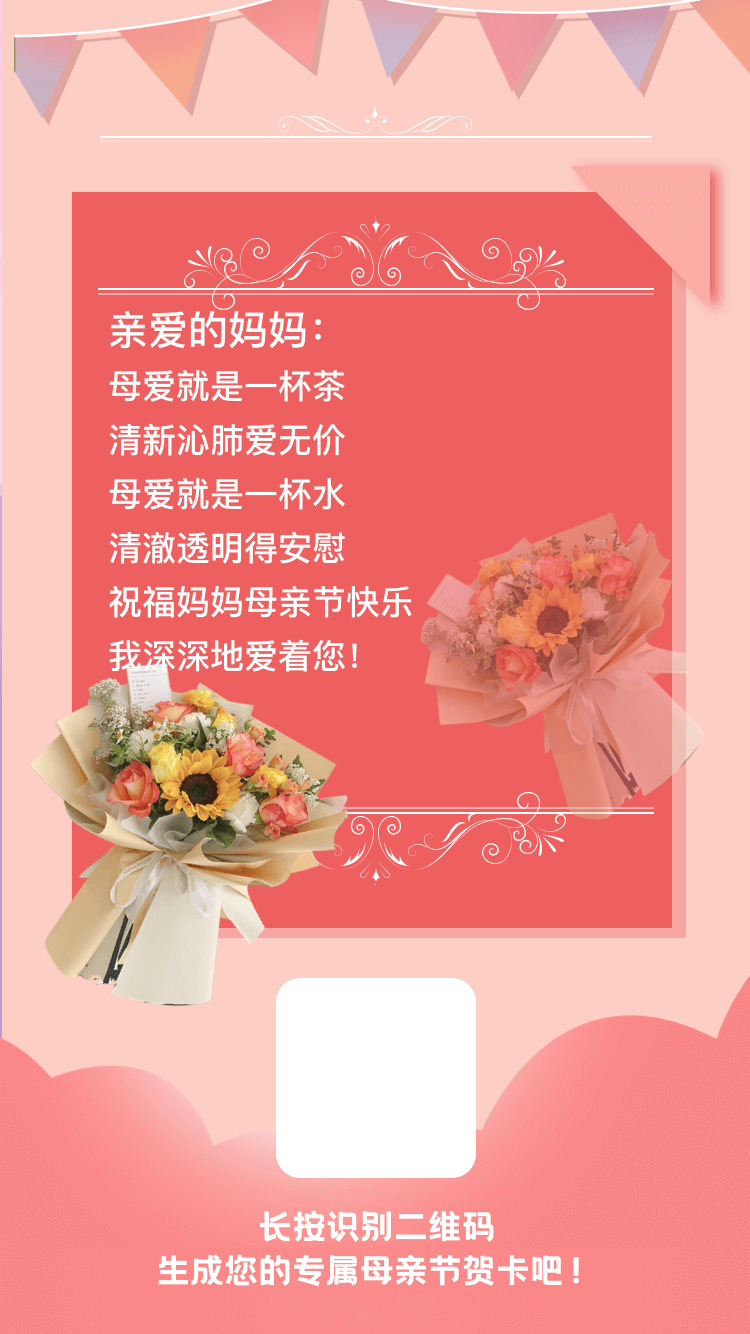 亲爱的妈妈：
母爱就是一杯茶
清新沁肺爱无价
母爱就是一杯水
清澈透明得安慰
祝福妈妈母亲节快乐
我深深地爱着您！
长按识别二维码
生成您的专属母亲节贺卡吧！